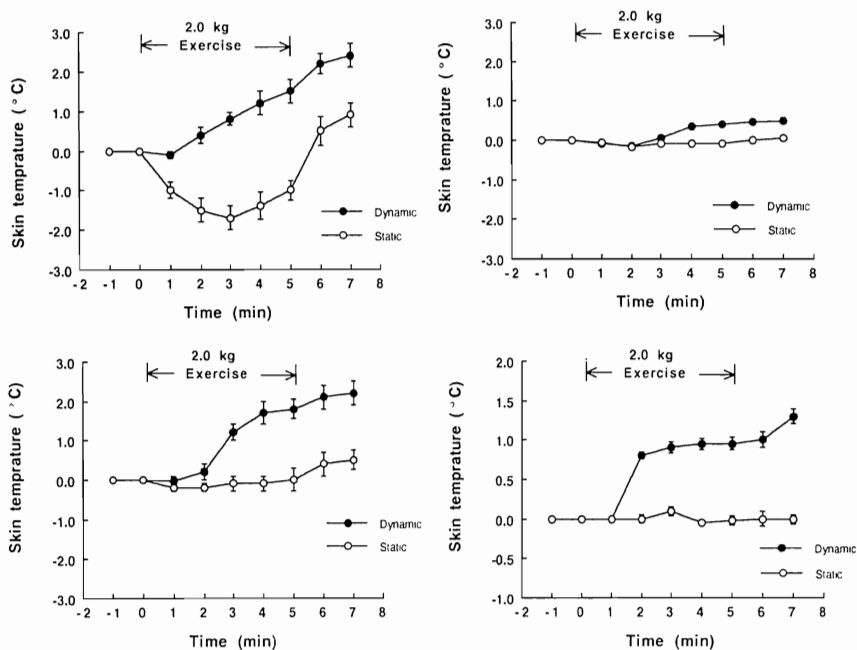 2.0 kg
Exercise
Skin temprature ( °C)
3.0
2.0
1.0
0.0
-1.0
-2.0
-3.0
Dynamic
Static
-2 -1 0 1 2 3 4 5 6 7 8
Time (min)
2.0 kg
Exercise
Skin temprature ( °C)
3.0
2.0
1.0
0.0
-1.0
-2.0
-3.0
Dynamic
Static
-2 -1 0 1 2 3 4 5 6 7 8
Time (min)
2.0 kg
Exercise
Skin temprature ( °C)
3.0
2.0
1.0
0.0
-1.0
-2.0
-3.0
Dynamic
Static
-2 -1 0 1 2 3 4 5 6 7 8
Time (min)
2.0 kg
Exercise
Skin temprature ( °C)
2.0
1.5
1.0
0.5
0.0
-0.5
-1.0
Dynamic
Static
-2 -1 0 1 2 3 4 5 6 7 8
Time (min)